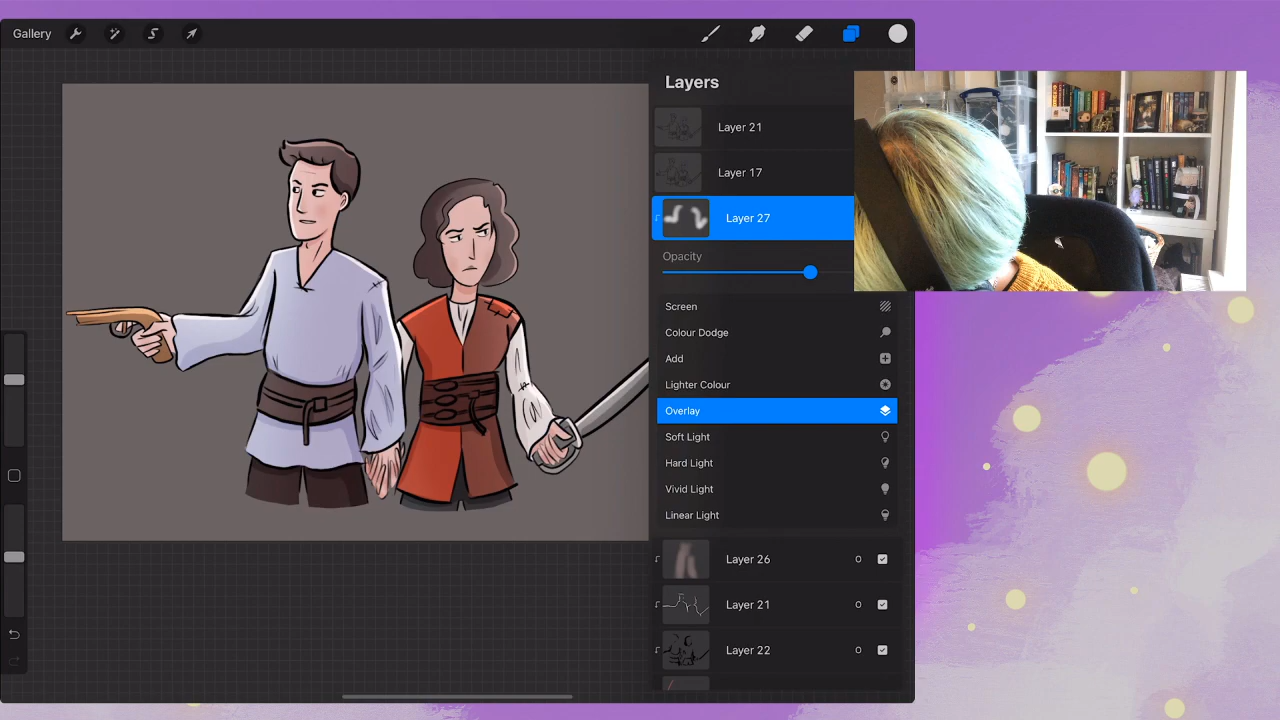 Gallery
Layers
Layer 21
Layer 17
Layer 27
Opacity
Screen
Colour Dodge
Add
Lighter Colour
Overlay
Soft Light
Hard Light
Vivid Light
Linear Light
Layer 26 O
Layer 21 O
Layer 22 O